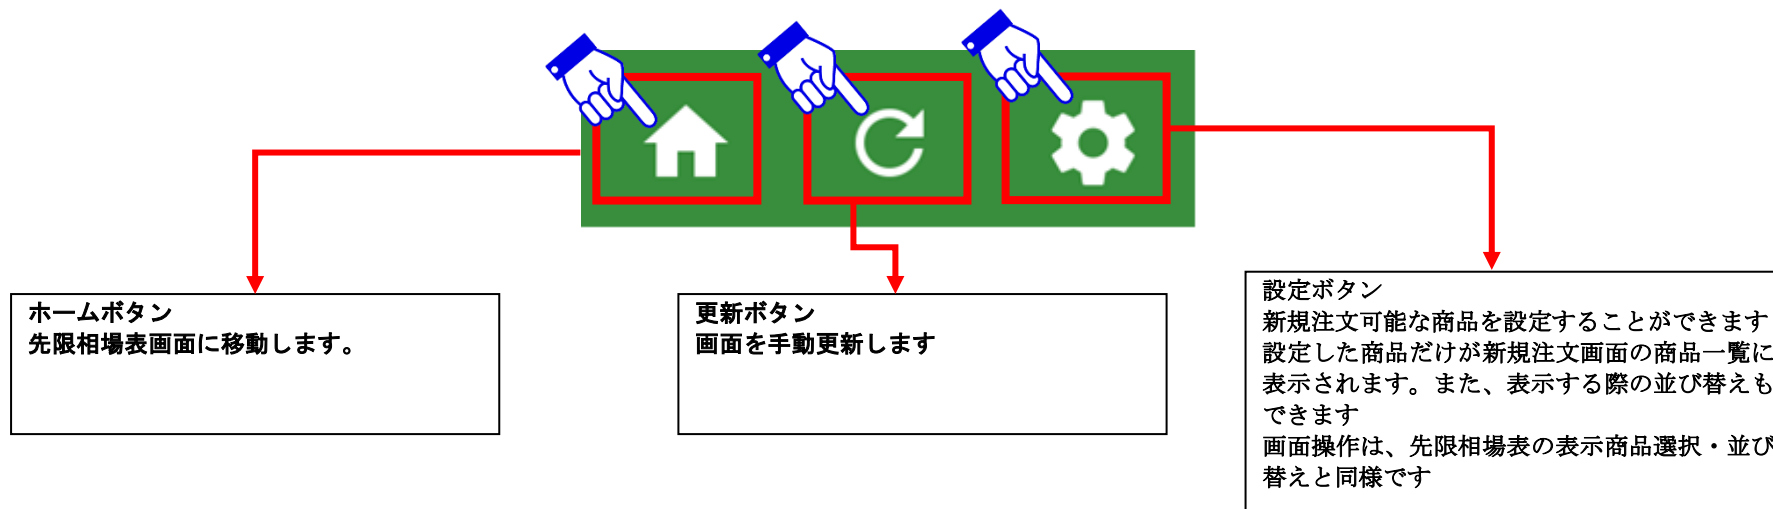 ホームボタン
先限相場表画面に移動します。
更新ボタン
画面を手動更新します
設定ボタン
新規注文可能な商品を設定することができます
設定した商品だけが新規注文画面の商品一覧に
表示されます。また、表示する際の並び替えも
できます
画面操作は、先限相場表の表示商品選択・並び
替えと同様です